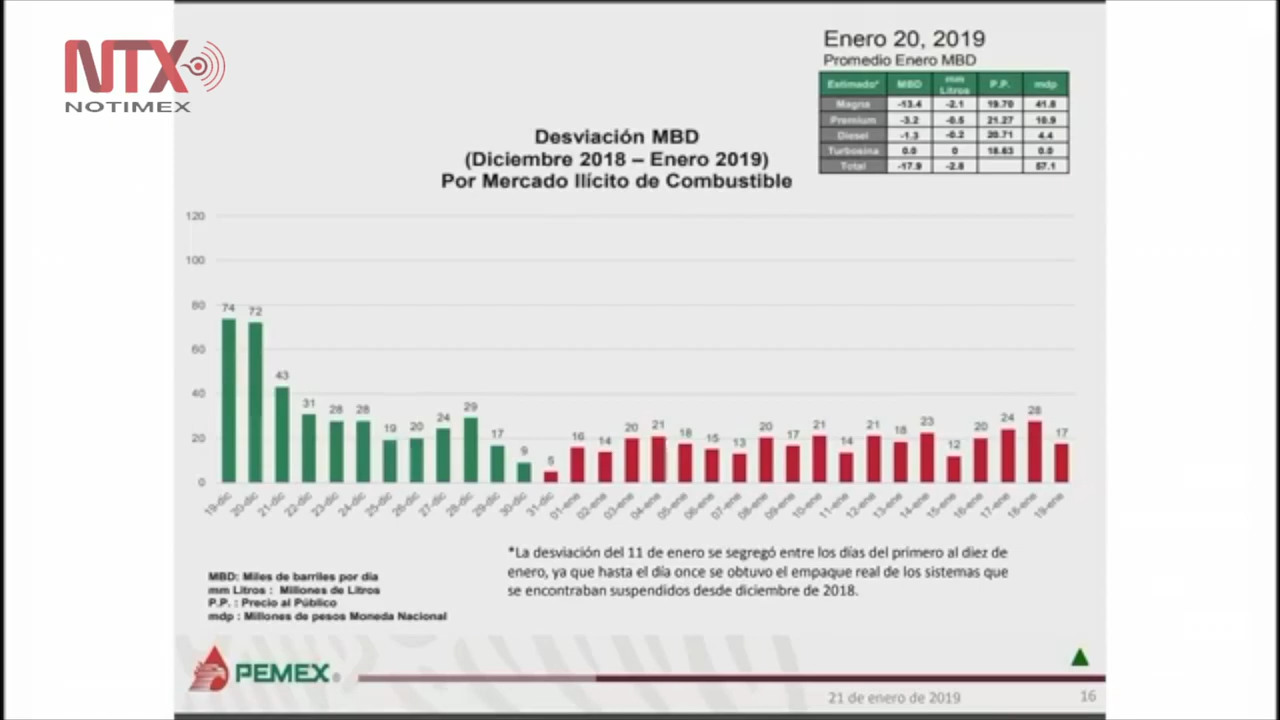 NTX
NOTIMEX
Enero 20, 2019
Promedio Enero MBD
Estimado* MBD mm Litros P.P. mdp
Magna -13.4 -2.1 19.70 41.8
Premium -3.2 -0.5 21.27 10.9
Diesel -1.3 -0.2 20.71 4.4
Turbosina 0.0 0 18.63 0.0
Total -17.9 -2.8 57.1
Desviación MBD
(Diciembre 2018 – Enero 2019)
Por Mercado Ilícito de Combustible
120
100
80
60
40
20
0
74 72 43 31 28 28 19 20 24 29 17 9 5 16 14 20 21 18 15 13 20 17 21 14 21 18 23 12 20 24 28 17
19-dic 20-dic 21-dic 22-dic 23-dic 24-dic 25-dic 26-dic 27-dic 28-dic 29-dic 30-dic 31-dic 01-ene 02-ene 03-ene 04-ene 05-ene 06-ene 07-ene 08-ene 09-ene 10-ene 11-ene 12-ene 13-ene 14-ene 15-ene 16-ene 17-ene 18-ene 19-ene
*La desviación del 11 de enero se segregó entre los días del primero al diez de
enero, ya que hasta el día once se obtuvo el empaque real de los sistemas que
se encontraban suspendidos desde diciembre de 2018.
MBD: Miles de barriles por día
mm Litros : Millones de Litros
P.P. : Precio al Público
mdp : Millones de pesos Moneda Nacional
PEMEX®
21 de enero de 2019
16